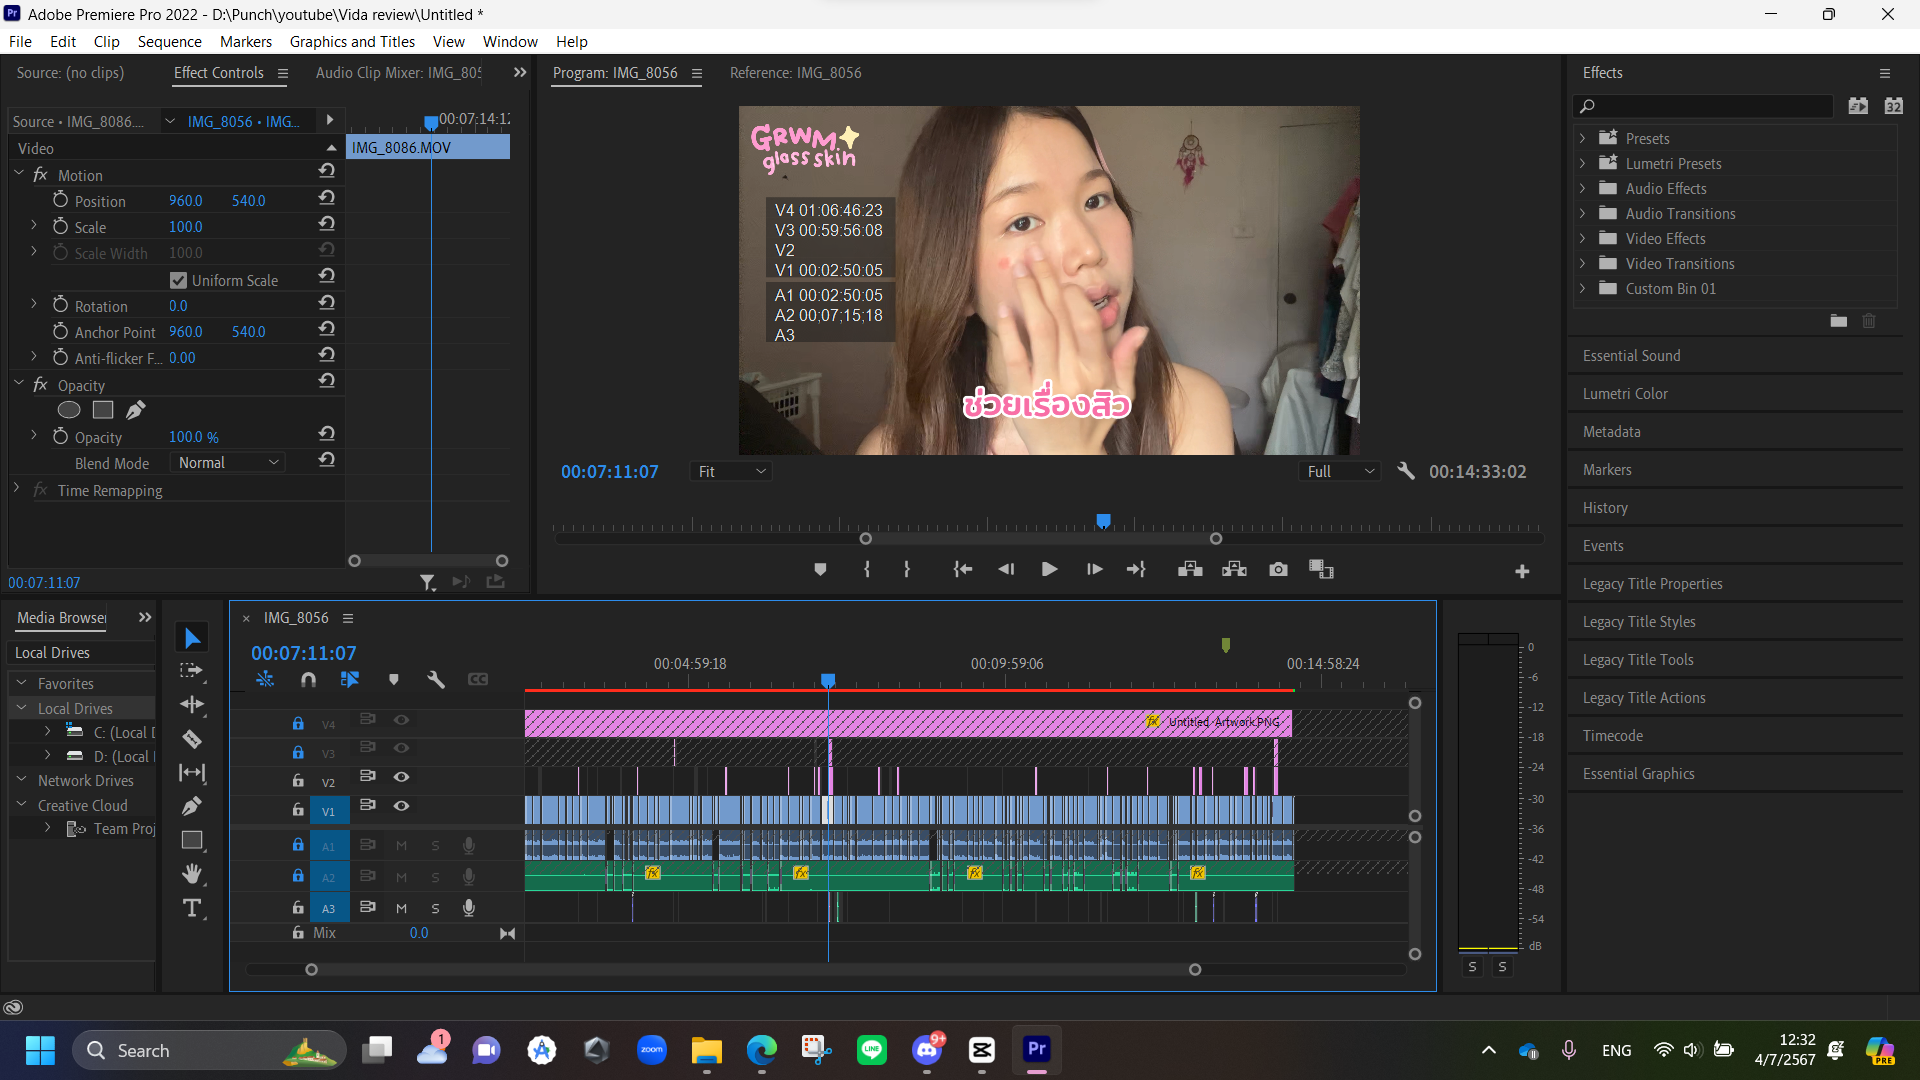 Adobe Premiere Pro 2022 - D:\Punch\youtube\Vida review\Untitled *
File Edit Clip Sequence Markers Graphics and Titles View Window Help
Source: (no clips) Effect Controls Audio Clip Mixer: IMG_805
Program: IMG_8056 Reference: IMG_8056
Effects
Source • IMG_8086.... IMG_8056 • IMG... 00:07:14:12
Video IMG_8086.MOV
fx Motion
Position 960.0 540.0
Scale 100.0
Scale Width 100.0
Uniform Scale
Rotation 0.0
Anchor Point 960.0 540.0
Anti-flicker F... 0.00
fx Opacity
Opacity 100.0 %
Blend Mode Normal
fx Time Remapping
00:07:11:07
GRWM
glass skin
V4 01:06:46:23
V3 00:59:56:08
V2
V1 00:02:50:05
A1 00:02:50:05
A2 00;07;15;18
A3
ช่วยเรื่องสิว
00:07:11:07 Fit Full 00:14:33:02
32
Presets
Lumetri Presets
Audio Effects
Audio Transitions
Video Effects
Video Transitions
Custom Bin 01
Essential Sound
Lumetri Color
Metadata
Markers
History
Events
Legacy Title Properties
Legacy Title Styles
Legacy Title Tools
Legacy Title Actions
Timecode
Essential Graphics
Media Browser
Local Drives
Favorites
Local Drives
C: (Local D
D: (Local
Network Drives
Creative Cloud
Team Proj
IMG_8056
00:07:11:07
00:04:59:18 00:09:59:06 00:14:58:24
V4 fx Untitled Artwork.PNG
V3
V2
V1
A1 M S
A2 M S fx fx fx fx
A3 M S
Mix 0.0
0
-6
-12
-18
-24
-30
-36
-42
-48
-54
dB
S S
Search
1
zoom
LINE
9+
Pr
ENG
12:32
4/7/2567
PRE